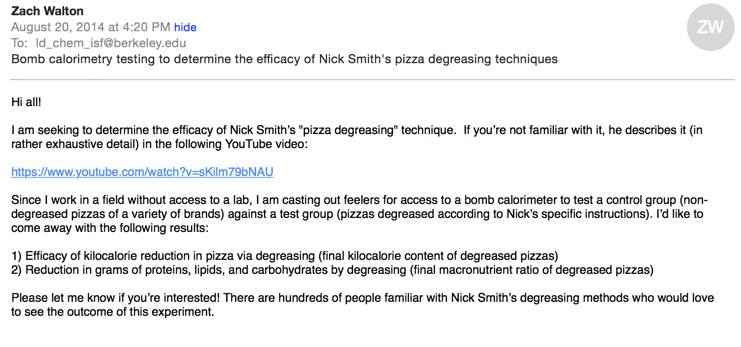 Zach Walton
ZW
August 20, 2014 at 4:20 PM hide
To: ld_chem_isf@berkeley.edu
Bomb calorimetry testing to determine the efficacy of Nick Smith's pizza degreasing techniques
Hi all!
I am seeking to determine the efficacy of Nick Smith's "pizza degreasing" technique.  If you're not familiar with it, he describes it (in
rather exhaustive detail) in the following YouTube video:
https://www.youtube.com/watch?v=sKilm79bNAU
Since I work in a field without access to a lab, I am casting out feelers for access to a bomb calorimeter to test a control group (non-
degreased pizzas of a variety of brands) against a test group (pizzas degreased according to Nick's specific instructions). I'd like to
come away with the following results:
1) Efficacy of kilocalorie reduction in pizza via degreasing (final kilocalorie content of degreased pizzas)
2) Reduction in grams of proteins, lipids, and carbohydrates by degreasing (final macronutrient ratio of degreased pizzas)
Please let me know if you're interested! There are hundreds of people familiar with Nick Smith's degreasing methods who would love
to see the outcome of this experiment.